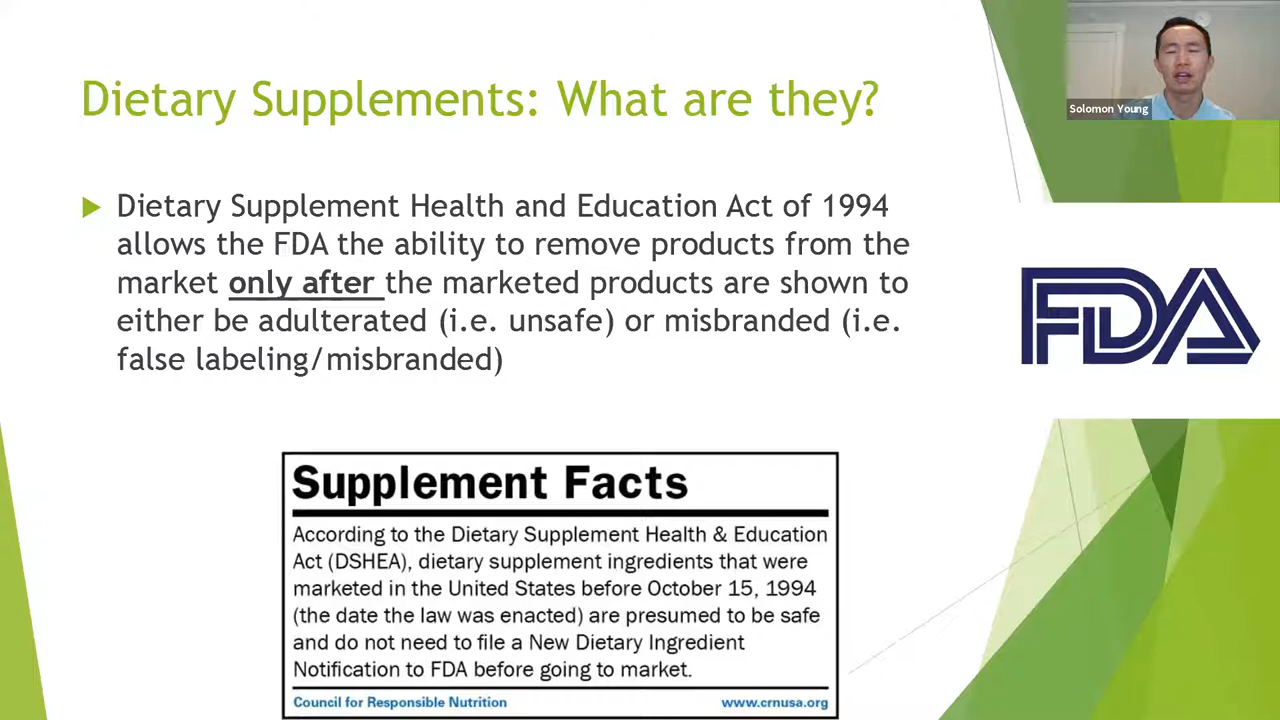 Dietary Supplements: What are they?
Solomon Young
Dietary Supplement Health and Education Act of 1994
allows the FDA the ability to remove products from the
market only after the marketed products are shown to
either be adulterated (i.e. unsafe) or misbranded (i.e.
false labeling/misbranded)
FDA
Supplement Facts
According to the Dietary Supplement Health & Education
Act (DSHEA), dietary supplement ingredients that were
marketed in the United States before October 15, 1994
(the date the law was enacted) are presumed to be safe
and do not need to file a New Dietary Ingredient
Notification to FDA before going to market.
Council for Responsible Nutrition www.crnusa.org